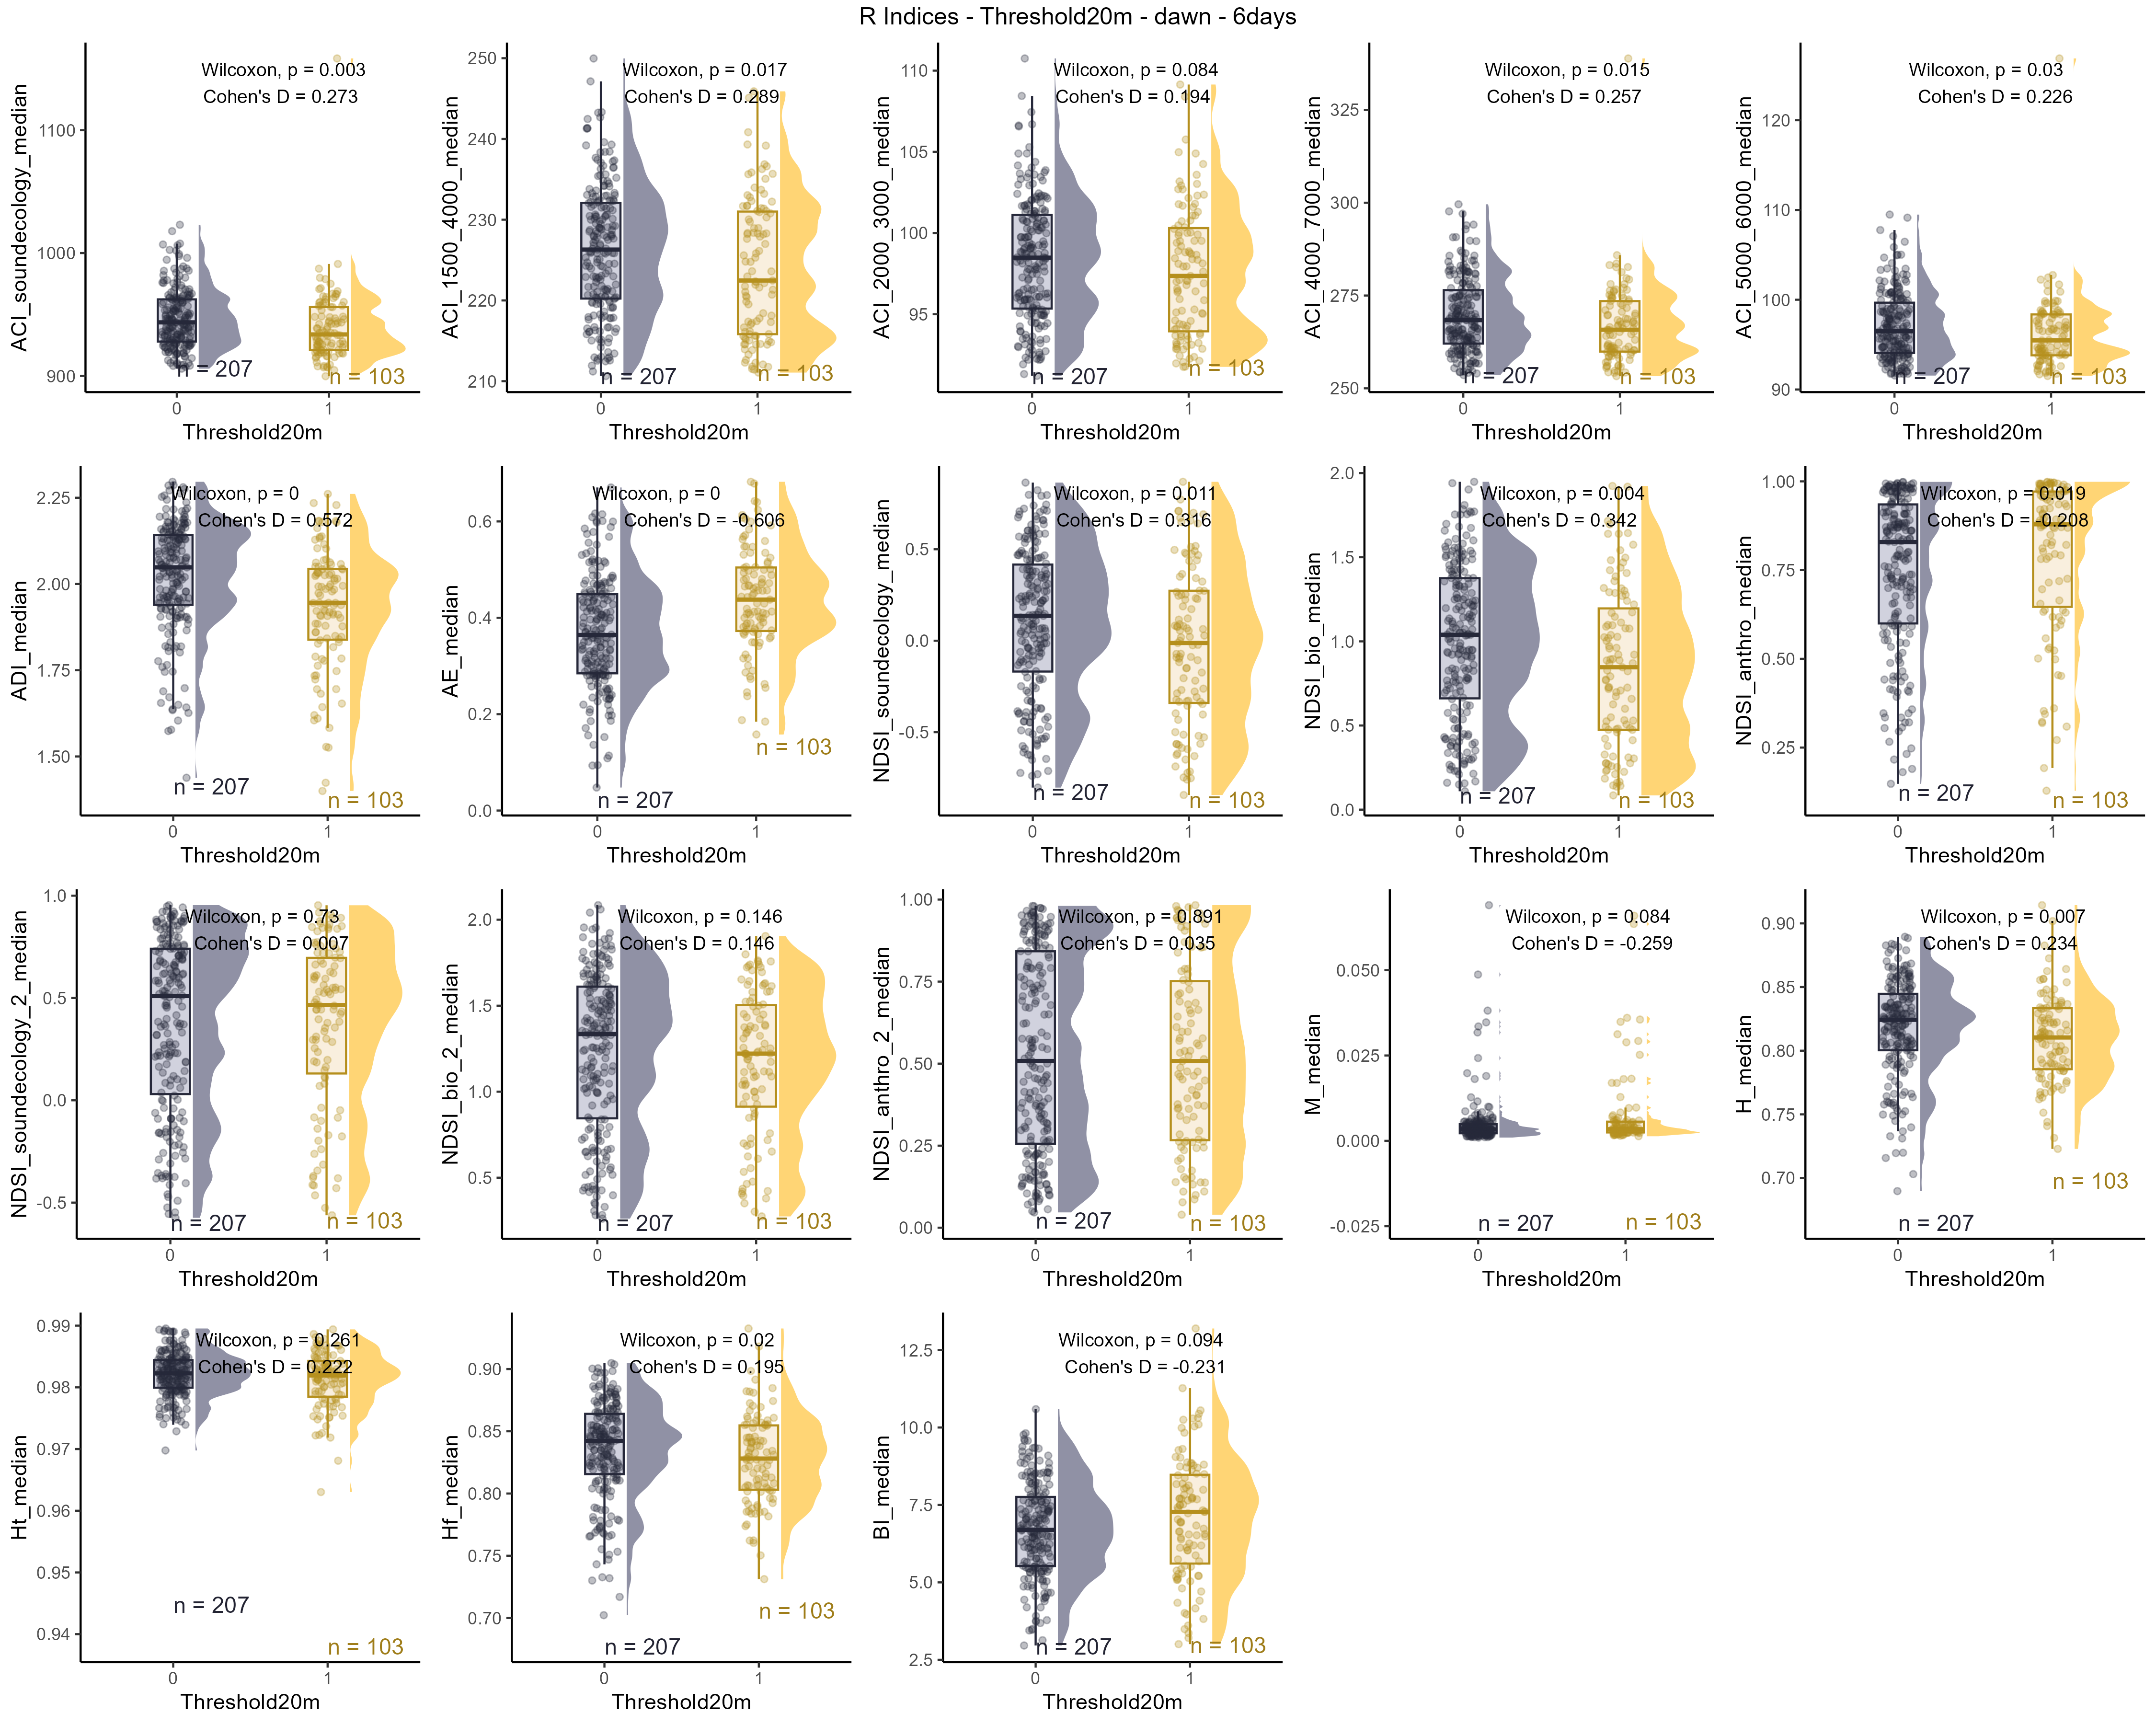 R Indices - Threshold20m - dawn - 6days
Wilcoxon, p = 0.003
Cohen's D = 0.273
ACI_soundecology_median
1100
1000
900
n = 207
n = 103
0
1
Threshold20m
Wilcoxon, p = 0.017
Cohen's D = 0.289
ACI_1500_4000_median
250
240
230
220
210
n = 207
n = 103
0
1
Threshold20m
Wilcoxon, p = 0.084
Cohen's D = 0.194
ACI_2000_3000_median
110
105
100
95
n = 207
n = 103
0
1
Threshold20m
Wilcoxon, p = 0.015
Cohen's D = 0.257
ACI_4000_7000_median
325
300
275
250
n = 207
n = 103
0
1
Threshold20m
Wilcoxon, p = 0.03
Cohen's D = 0.226
ACI_5000_6000_median
120
110
100
90
n = 207
n = 103
0
1
Threshold20m
Wilcoxon, p = 0
Cohen's D = 0.572
ADI_median
2.25
2.00
1.75
1.50
n = 207
n = 103
0
1
Threshold20m
Wilcoxon, p = 0
Cohen's D = -0.606
AE_median
0.6
0.4
0.2
0.0
n = 207
n = 103
0
1
Threshold20m
Wilcoxon, p = 0.011
Cohen's D = 0.316
NDSI_soundecology_median
0.5
0.0
-0.5
n = 207
n = 103
0
1
Threshold20m
Wilcoxon, p = 0.004
Cohen's D = 0.342
NDSI_bio_median
2.0
1.5
1.0
0.5
0.0
n = 207
n = 103
0
1
Threshold20m
Wilcoxon, p = 0.019
Cohen's D = -0.208
NDSI_anthro_median
1.00
0.75
0.50
0.25
n = 207
n = 103
0
1
Threshold20m
Wilcoxon, p = 0.73
Cohen's D = 0.007
NDSI_soundecology_2_median
1.0
0.5
0.0
-0.5
n = 207
n = 103
0
1
Threshold20m
Wilcoxon, p = 0.146
Cohen's D = 0.146
NDSI_bio_2_median
2.0
1.5
1.0
0.5
n = 207
n = 103
0
1
Threshold20m
Wilcoxon, p = 0.891
Cohen's D = 0.035
NDSI_anthro_2_median
1.00
0.75
0.50
0.25
0.00
n = 207
n = 103
0
1
Threshold20m
Wilcoxon, p = 0.084
Cohen's D = -0.259
M_median
0.050
0.025
0.000
-0.025
n = 207
n = 103
0
1
Threshold20m
Wilcoxon, p = 0.007
Cohen's D = 0.234
H_median
0.90
0.85
0.80
0.75
0.70
n = 207
n = 103
0
1
Threshold20m
Wilcoxon, p = 0.261
Cohen's D = 0.222
Ht_median
0.99
0.98
0.97
0.96
0.95
0.94
n = 207
n = 103
0
1
Threshold20m
Wilcoxon, p = 0.02
Cohen's D = 0.195
Hf_median
0.90
0.85
0.80
0.75
0.70
n = 207
n = 103
0
1
Threshold20m
Wilcoxon, p = 0.094
Cohen's D = -0.231
BI_median
12.5
10.0
7.5
5.0
2.5
n = 207
n = 103
0
1
Threshold20m